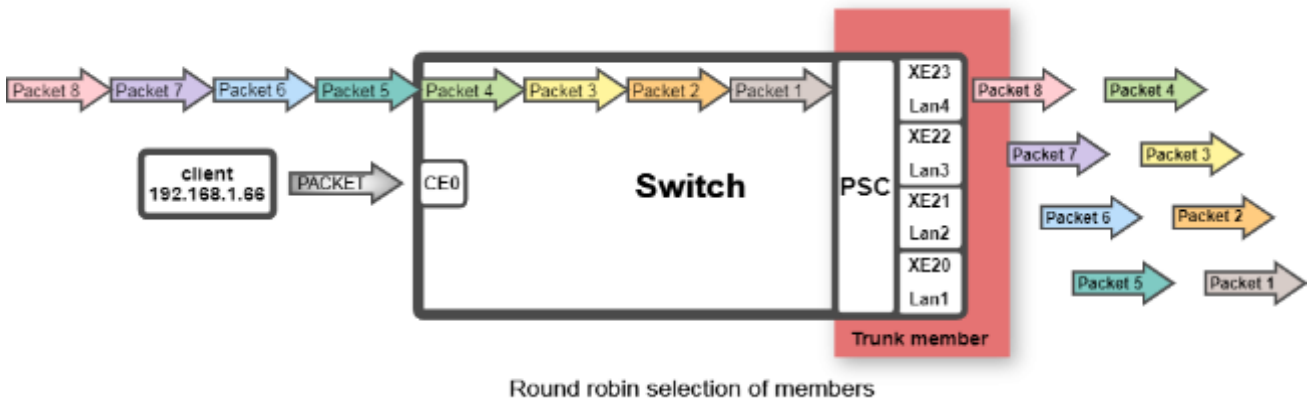 Packet 8 Packet 7 Packet 6 Packet 5 Packet 4 Packet 3 Packet 2 Packet 1
client
192.168.1.66
PACKET
CE0
Switch
PSC
XE23
Lan4
XE22
Lan3
XE21
Lan2
XE20
Lan1
Trunk member
Packet 8 Packet 4
Packet 7 Packet 3
Packet 6 Packet 2
Packet 5 Packet 1
Round robin selection of members